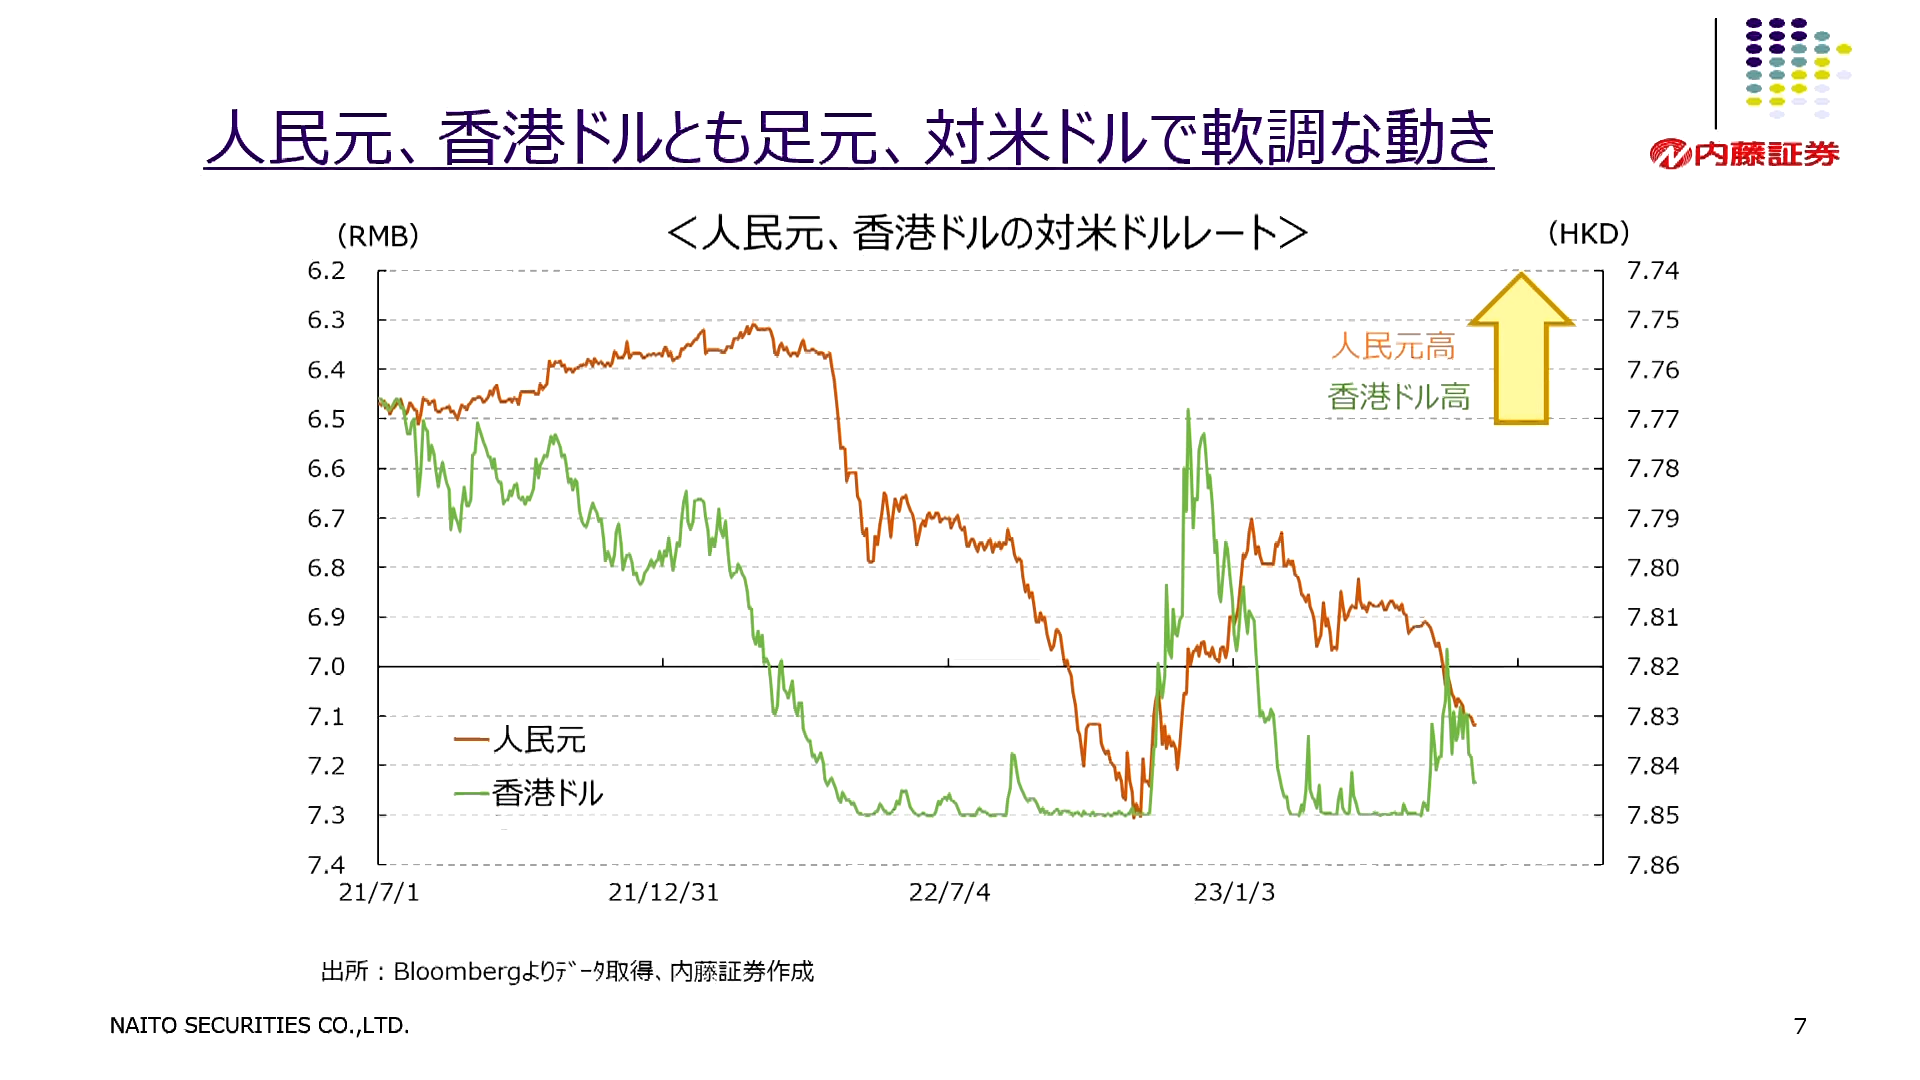 人民元、香港ドルとも足元、対米ドルで軟調な動き
内藤証券
(RMB)
＜人民元、香港ドルの対米ドルレート＞
(HKD)
6.2
6.3
6.4
6.5
6.6
6.7
6.8
6.9
7.0
7.1
7.2
7.3
7.4
7.74
7.75
7.76
7.77
7.78
7.79
7.80
7.81
7.82
7.83
7.84
7.85
7.86
人民元高
香港ドル高
人民元
香港ドル
21/7/1
21/12/31
22/7/4
23/1/3
出所：Bloombergよりﾃﾞｰﾀ取得、内藤証券作成
NAITO SECURITIES CO.,LTD.
7